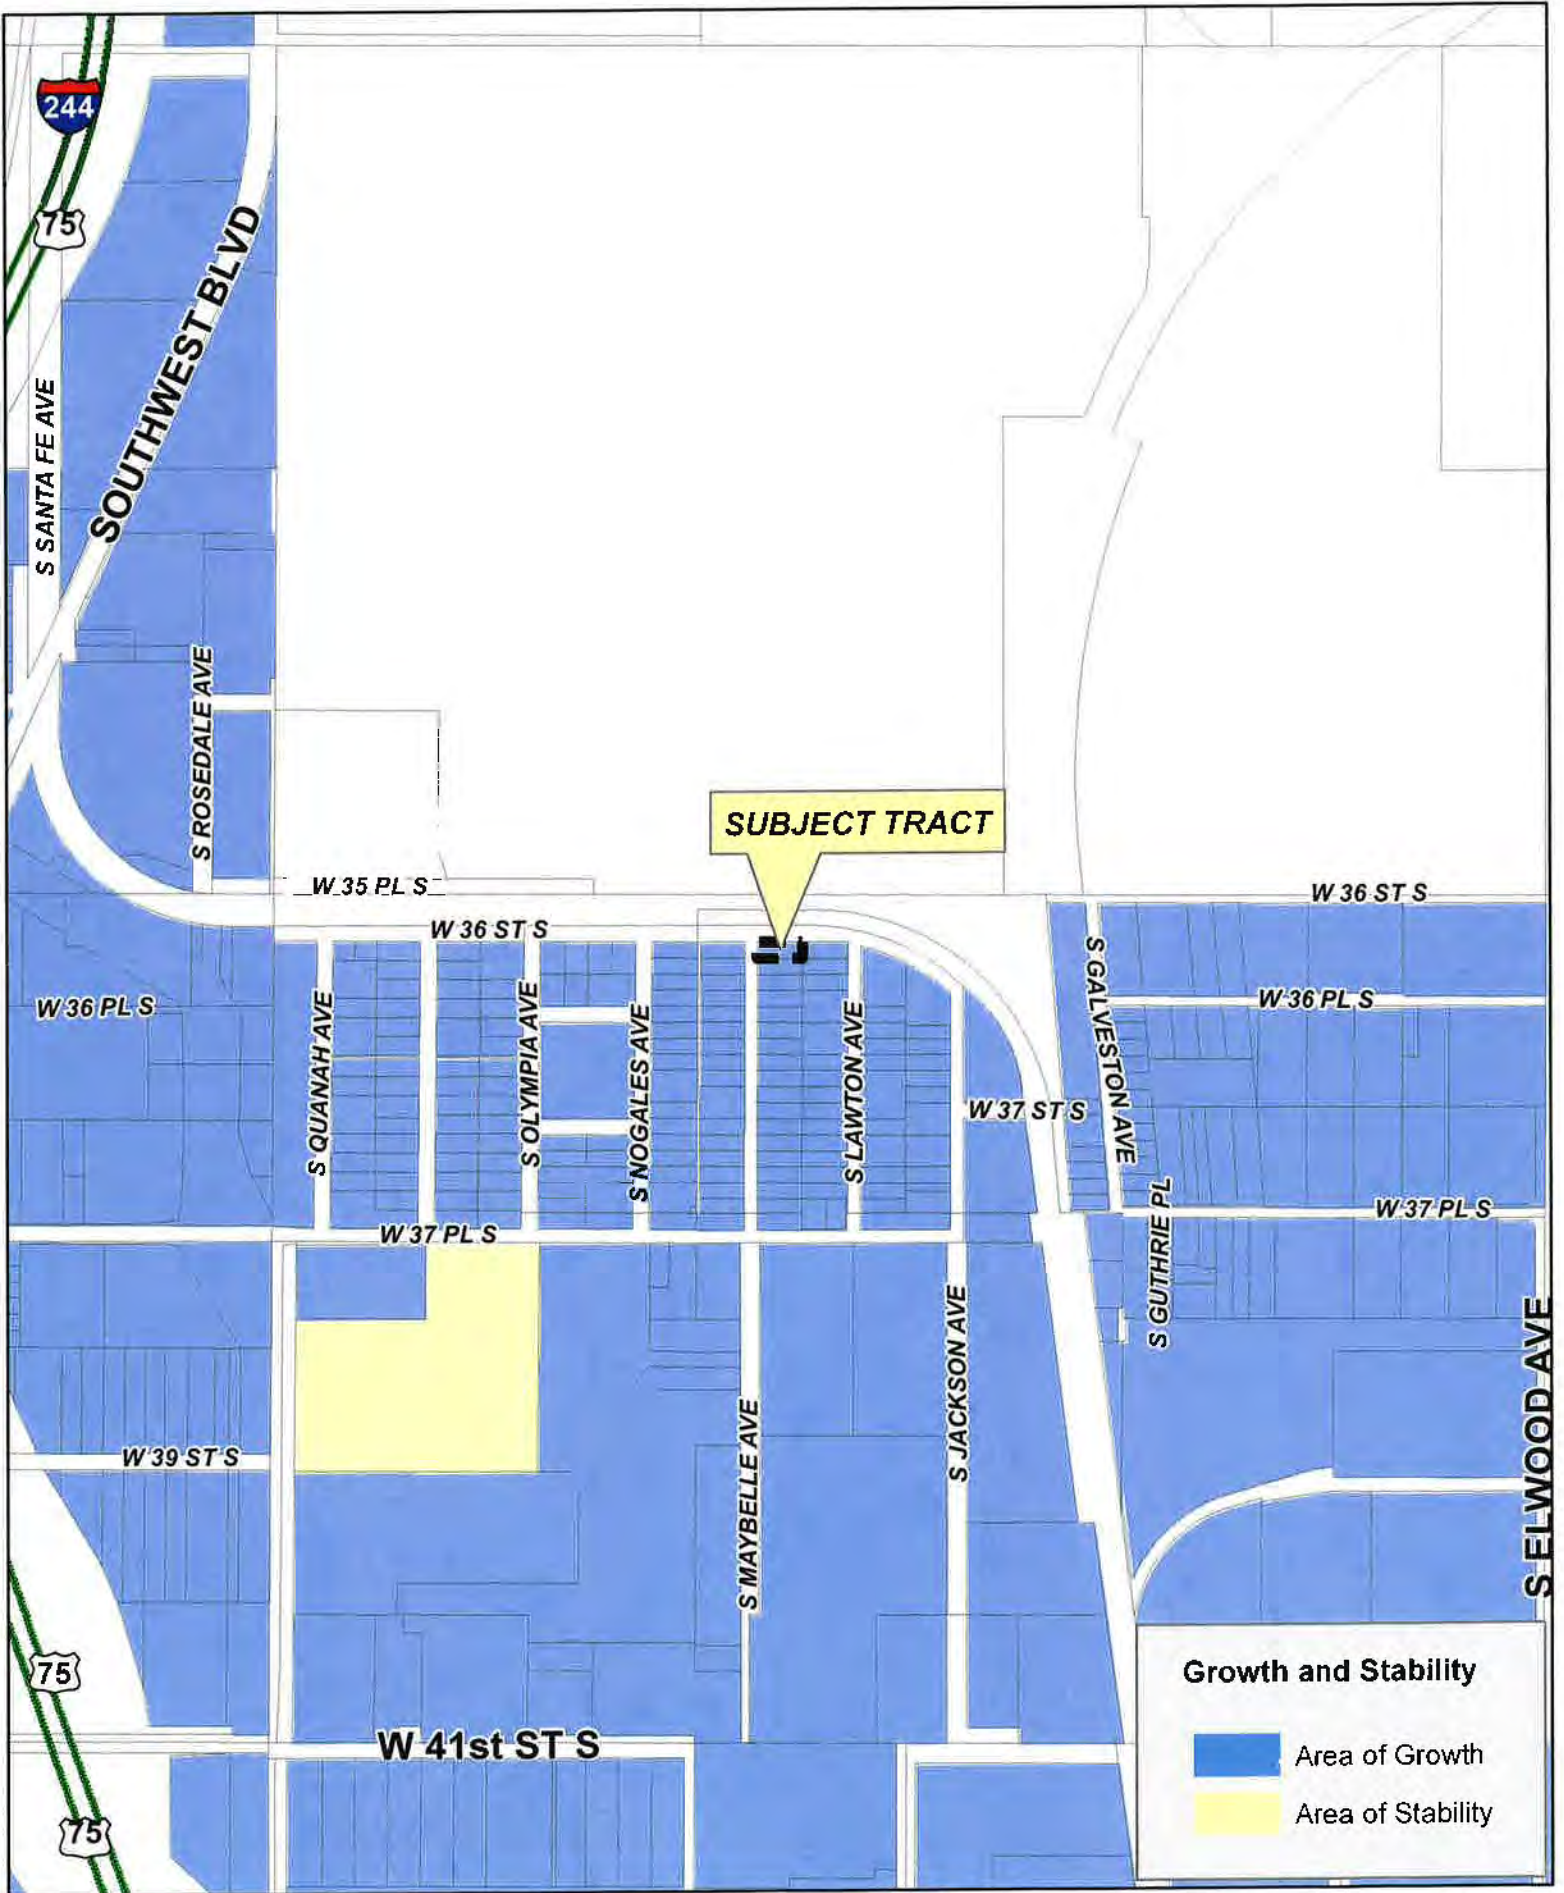 244
75
SOUTHWEST BLVD
S SANTA FE AVE
S ROSEDALE AVE
SUBJECT TRACT
W 35 PL S
W 36 ST S
W 36 ST S
S GALVESTON AVE
W 36 PL S
W 36 PL S
S QUANAH AVE
S OLYMPIA AVE
S NOGALES AVE
S LAWTON AVE
W 37 ST S
W 37 PL S
W 37 PL S
S GUTHRIE PL
S ELWOOD AVE
S JACKSON AVE
S MAYBELLE AVE
W 39 ST S
75
W 41st ST S
75
Growth and Stability
Area of Growth
Area of Stability